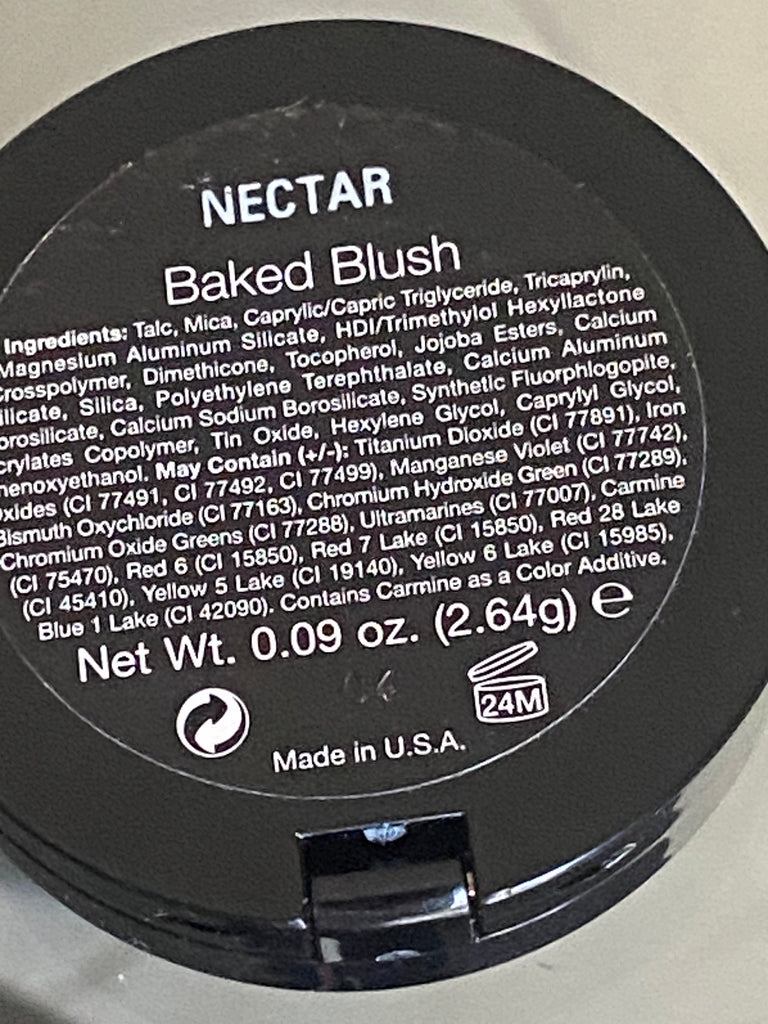 NECTAR
Baked Blush
Ingredients: Talc, Mica, Caprylic/Capric Triglyceride, Tricaprylin,
Magnesium Aluminum Silicate, HDI/Trimethylol Hexyllactone
Crosspolymer, Dimethicone, Tocopherol, Jojoba Esters, Calcium
ilicate, Silica, Polyethylene Terephthalate, Calcium Aluminum
orosilicate, Calcium Sodium Borosilicate, Synthetic Fluorphlogopite,
crylates Copolymer, Tin Oxide, Hexylene Glycol, Caprylyl Glycol,
henoxyethanol. May Contain (+/-): Titanium Dioxide (CI 77891), Iron
xides (CI 77491, CI 77492, CI 77499), Manganese Violet (CI 77742),
Bismuth Oxychloride (CI 77163), Chromium Hydroxide Green (CI 77289),
Chromium Oxide Greens (CI 77288), Ultramarines (CI 77007), Carmine
(CI 75470), Red 6 (CI 15850), Red 7 Lake (CI 15850), Red 28 Lake
(CI 45410), Yellow 5 Lake (CI 19140), Yellow 6 Lake (CI 15985),
Blue 1 Lake (CI 42090). Contains Carmine as a Color Additive.
Net Wt. 0.09 oz. (2.64g) e
24M
Made in U.S.A.